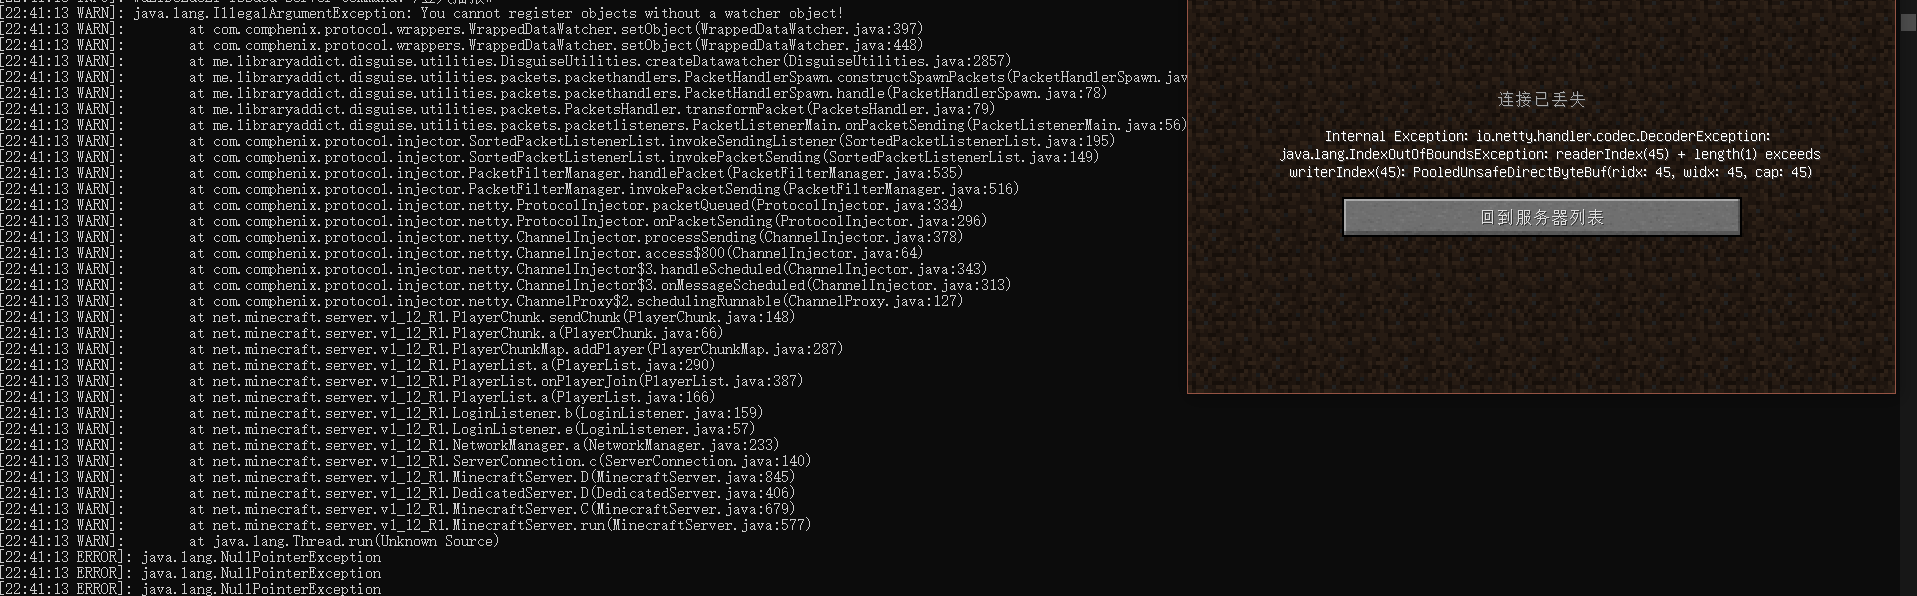 [22:41:13 WARN]: java.lang.IllegalArgumentException: You cannot register objects without a watcher object!
[22:41:13 WARN]: at com.comphenix.protocol.wrappers.WrappedDataWatcher.setObject(WrappedDataWatcher.java:397)
[22:41:13 WARN]: at com.comphenix.protocol.wrappers.WrappedDataWatcher.setObject(WrappedDataWatcher.java:448)
[22:41:13 WARN]: at me.libraryaddict.disguise.utilities.DisguiseUtilities.createDatawatcher(DisguiseUtilities.java:2857)
[22:41:13 WARN]: at me.libraryaddict.disguise.utilities.packets.packethandlers.PacketHandlerSpawn.constructSpawnPackets(PacketHandlerSpawn.jav
[22:41:13 WARN]: at me.libraryaddict.disguise.utilities.packets.packethandlers.PacketHandlerSpawn.handle(PacketHandlerSpawn.java:78)
[22:41:13 WARN]: at me.libraryaddict.disguise.utilities.packets.PacketsHandler.transformPacket(PacketsHandler.java:79)
[22:41:13 WARN]: at me.libraryaddict.disguise.utilities.packets.packetlisteners.PacketListenerMain.onPacketSending(PacketListenerMain.java:56)
[22:41:13 WARN]: at com.comphenix.protocol.injector.SortedPacketListenerList.invokeSendingListener(SortedPacketListenerList.java:195)
[22:41:13 WARN]: at com.comphenix.protocol.injector.SortedPacketListenerList.invokePacketSending(SortedPacketListenerList.java:149)
[22:41:13 WARN]: at com.comphenix.protocol.injector.PacketFilterManager.handlePacket(PacketFilterManager.java:535)
[22:41:13 WARN]: at com.comphenix.protocol.injector.PacketFilterManager.invokePacketSending(PacketFilterManager.java:516)
[22:41:13 WARN]: at com.comphenix.protocol.injector.netty.ProtocolInjector.packetQueued(ProtocolInjector.java:334)
[22:41:13 WARN]: at com.comphenix.protocol.injector.netty.ProtocolInjector.onPacketSending(ProtocolInjector.java:296)
[22:41:13 WARN]: at com.comphenix.protocol.injector.netty.ChannelInjector.processSending(ChannelInjector.java:378)
[22:41:13 WARN]: at com.comphenix.protocol.injector.netty.ChannelInjector.access$800(ChannelInjector.java:64)
[22:41:13 WARN]: at com.comphenix.protocol.injector.netty.ChannelInjector$3.handleScheduled(ChannelInjector.java:343)
[22:41:13 WARN]: at com.comphenix.protocol.injector.netty.ChannelInjector$3.onMessageScheduled(ChannelInjector.java:313)
[22:41:13 WARN]: at com.comphenix.protocol.injector.netty.ChannelProxy$2.schedulingRunnable(ChannelProxy.java:127)
[22:41:13 WARN]: at net.minecraft.server.v1_12_R1.PlayerChunk.sendChunk(PlayerChunk.java:148)
[22:41:13 WARN]: at net.minecraft.server.v1_12_R1.PlayerChunk.a(PlayerChunk.java:66)
[22:41:13 WARN]: at net.minecraft.server.v1_12_R1.PlayerChunkMap.addPlayer(PlayerChunkMap.java:287)
[22:41:13 WARN]: at net.minecraft.server.v1_12_R1.PlayerList.a(PlayerList.java:290)
[22:41:13 WARN]: at net.minecraft.server.v1_12_R1.PlayerList.onPlayerJoin(PlayerList.java:387)
[22:41:13 WARN]: at net.minecraft.server.v1_12_R1.PlayerList.a(PlayerList.java:166)
[22:41:13 WARN]: at net.minecraft.server.v1_12_R1.LoginListener.b(LoginListener.java:159)
[22:41:13 WARN]: at net.minecraft.server.v1_12_R1.LoginListener.e(LoginListener.java:57)
[22:41:13 WARN]: at net.minecraft.server.v1_12_R1.NetworkManager.a(NetworkManager.java:233)
[22:41:13 WARN]: at net.minecraft.server.v1_12_R1.ServerConnection.c(ServerConnection.java:140)
[22:41:13 WARN]: at net.minecraft.server.v1_12_R1.MinecraftServer.D(MinecraftServer.java:845)
[22:41:13 WARN]: at net.minecraft.server.v1_12_R1.DedicatedServer.D(DedicatedServer.java:406)
[22:41:13 WARN]: at net.minecraft.server.v1_12_R1.MinecraftServer.C(MinecraftServer.java:679)
[22:41:13 WARN]: at net.minecraft.server.v1_12_R1.MinecraftServer.run(MinecraftServer.java:577)
[22:41:13 WARN]: at java.lang.Thread.run(Unknown Source)
[22:41:13 ERROR]: java.lang.NullPointerException
[22:41:13 ERROR]: java.lang.NullPointerException
[22:41:13 ERROR]: java.lang.NullPointerException
连接已丢失
Internal Exception: io.netty.handler.codec.DecoderException:
java.lang.IndexOutOfBoundsException: readerIndex(45) + length(1) exceeds
writerIndex(45): PooledUnsafeDirectByteBuf(ridx: 45, widx: 45, cap: 45)
回到服务器列表